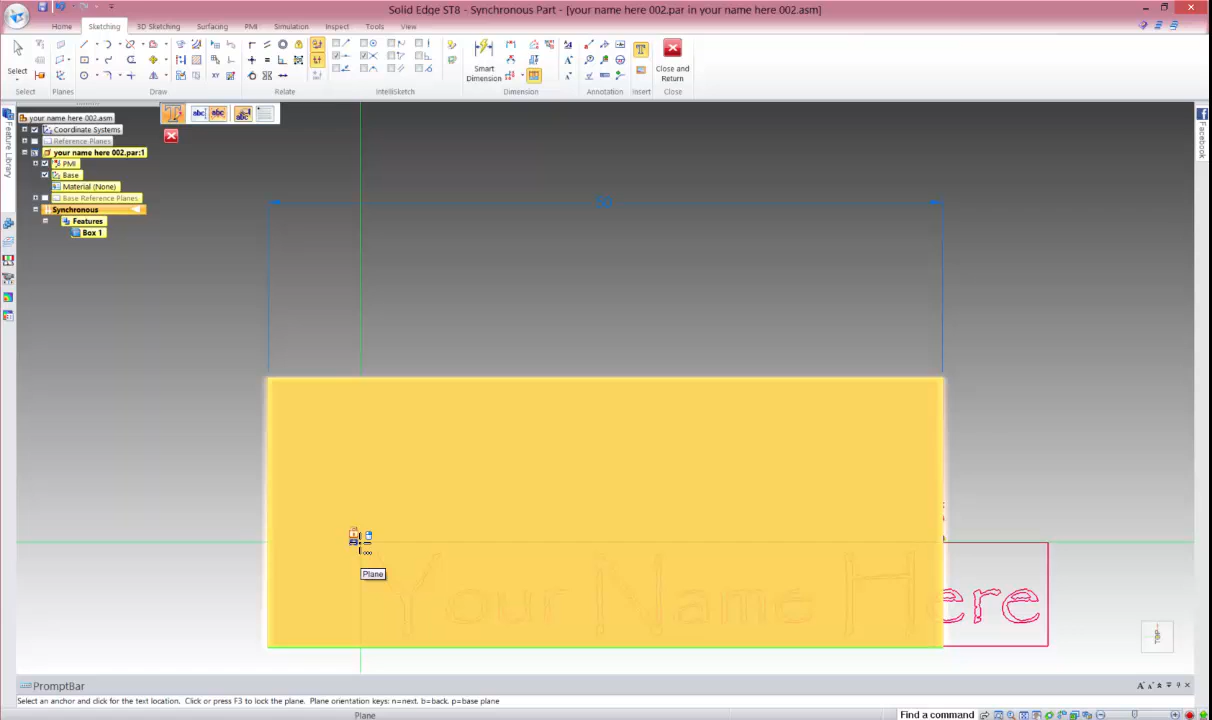 Solid Edge ST8 - Synchronous Part - [your name here 002.par in your name here 002.asm]
Home
Sketching
3D Sketching
Surfacing
PMI
Simulation
Inspect
Tools
View
Select
Smart
Dimension
Close and
Return
Select
Planes
Draw
Relate
IntelliSketch
Dimension
Annotation
Insert
Close
Feature Library
Facebook
your name here 002.asm
Coordinate Systems
Reference Planes
your name here 002.par:1
PMI
Base
Material (None)
Base Reference Planes
Synchronous
Features
Box 1
Plane
Your Name Here
TOP
PromptBar
Select an anchor and click for the text location. Click or press F3 to lock the plane. Plane orientation keys: n=next. b=back. p=base plane
Plane
Find a command